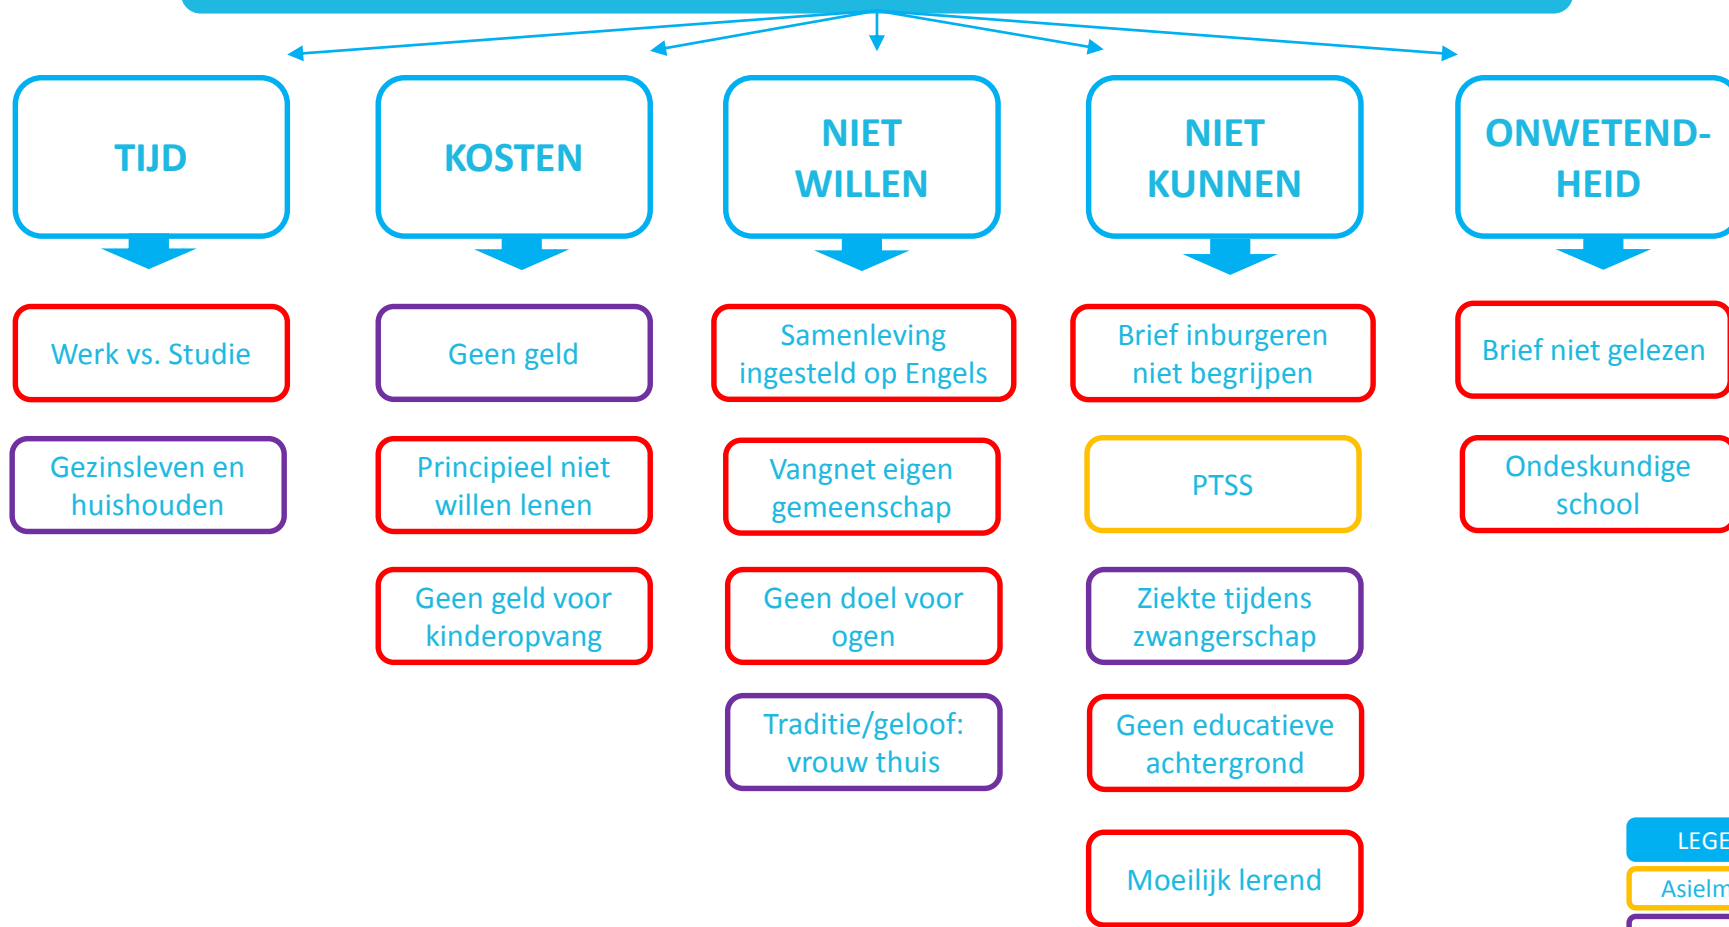 TIJD
KOSTEN
NIET
WILLEN
NIET
KUNNEN
ONWETEND-
HEID
Werk vs. Studie
Gezinsleven en
huishouden
Geen geld
Principieel niet
willen lenen
Geen geld voor
kinderopvang
Samenleving
ingesteld op Engels
Vangnet eigen
gemeenschap
Geen doel voor
ogen
Traditie/geloof:
vrouw thuis
Brief inburgeren
niet begrijpen
PTSS
Ziekte tijdens
zwangerschap
Geen educatieve
achtergrond
Moeilijk lerend
Brief niet gelezen
Ondeskundige
school
LEGE
Asielm